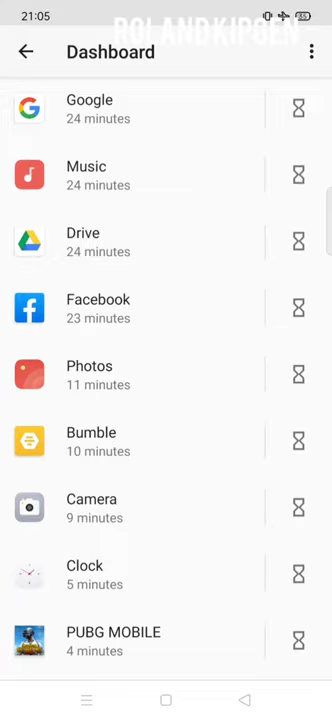 21:05
ROLANDKIPGEN
Dashboard
Google
24 minutes
Music
24 minutes
Drive
24 minutes
Facebook
23 minutes
Photos
11 minutes
Bumble
10 minutes
Camera
9 minutes
Clock
5 minutes
PUBG MOBILE
4 minutes